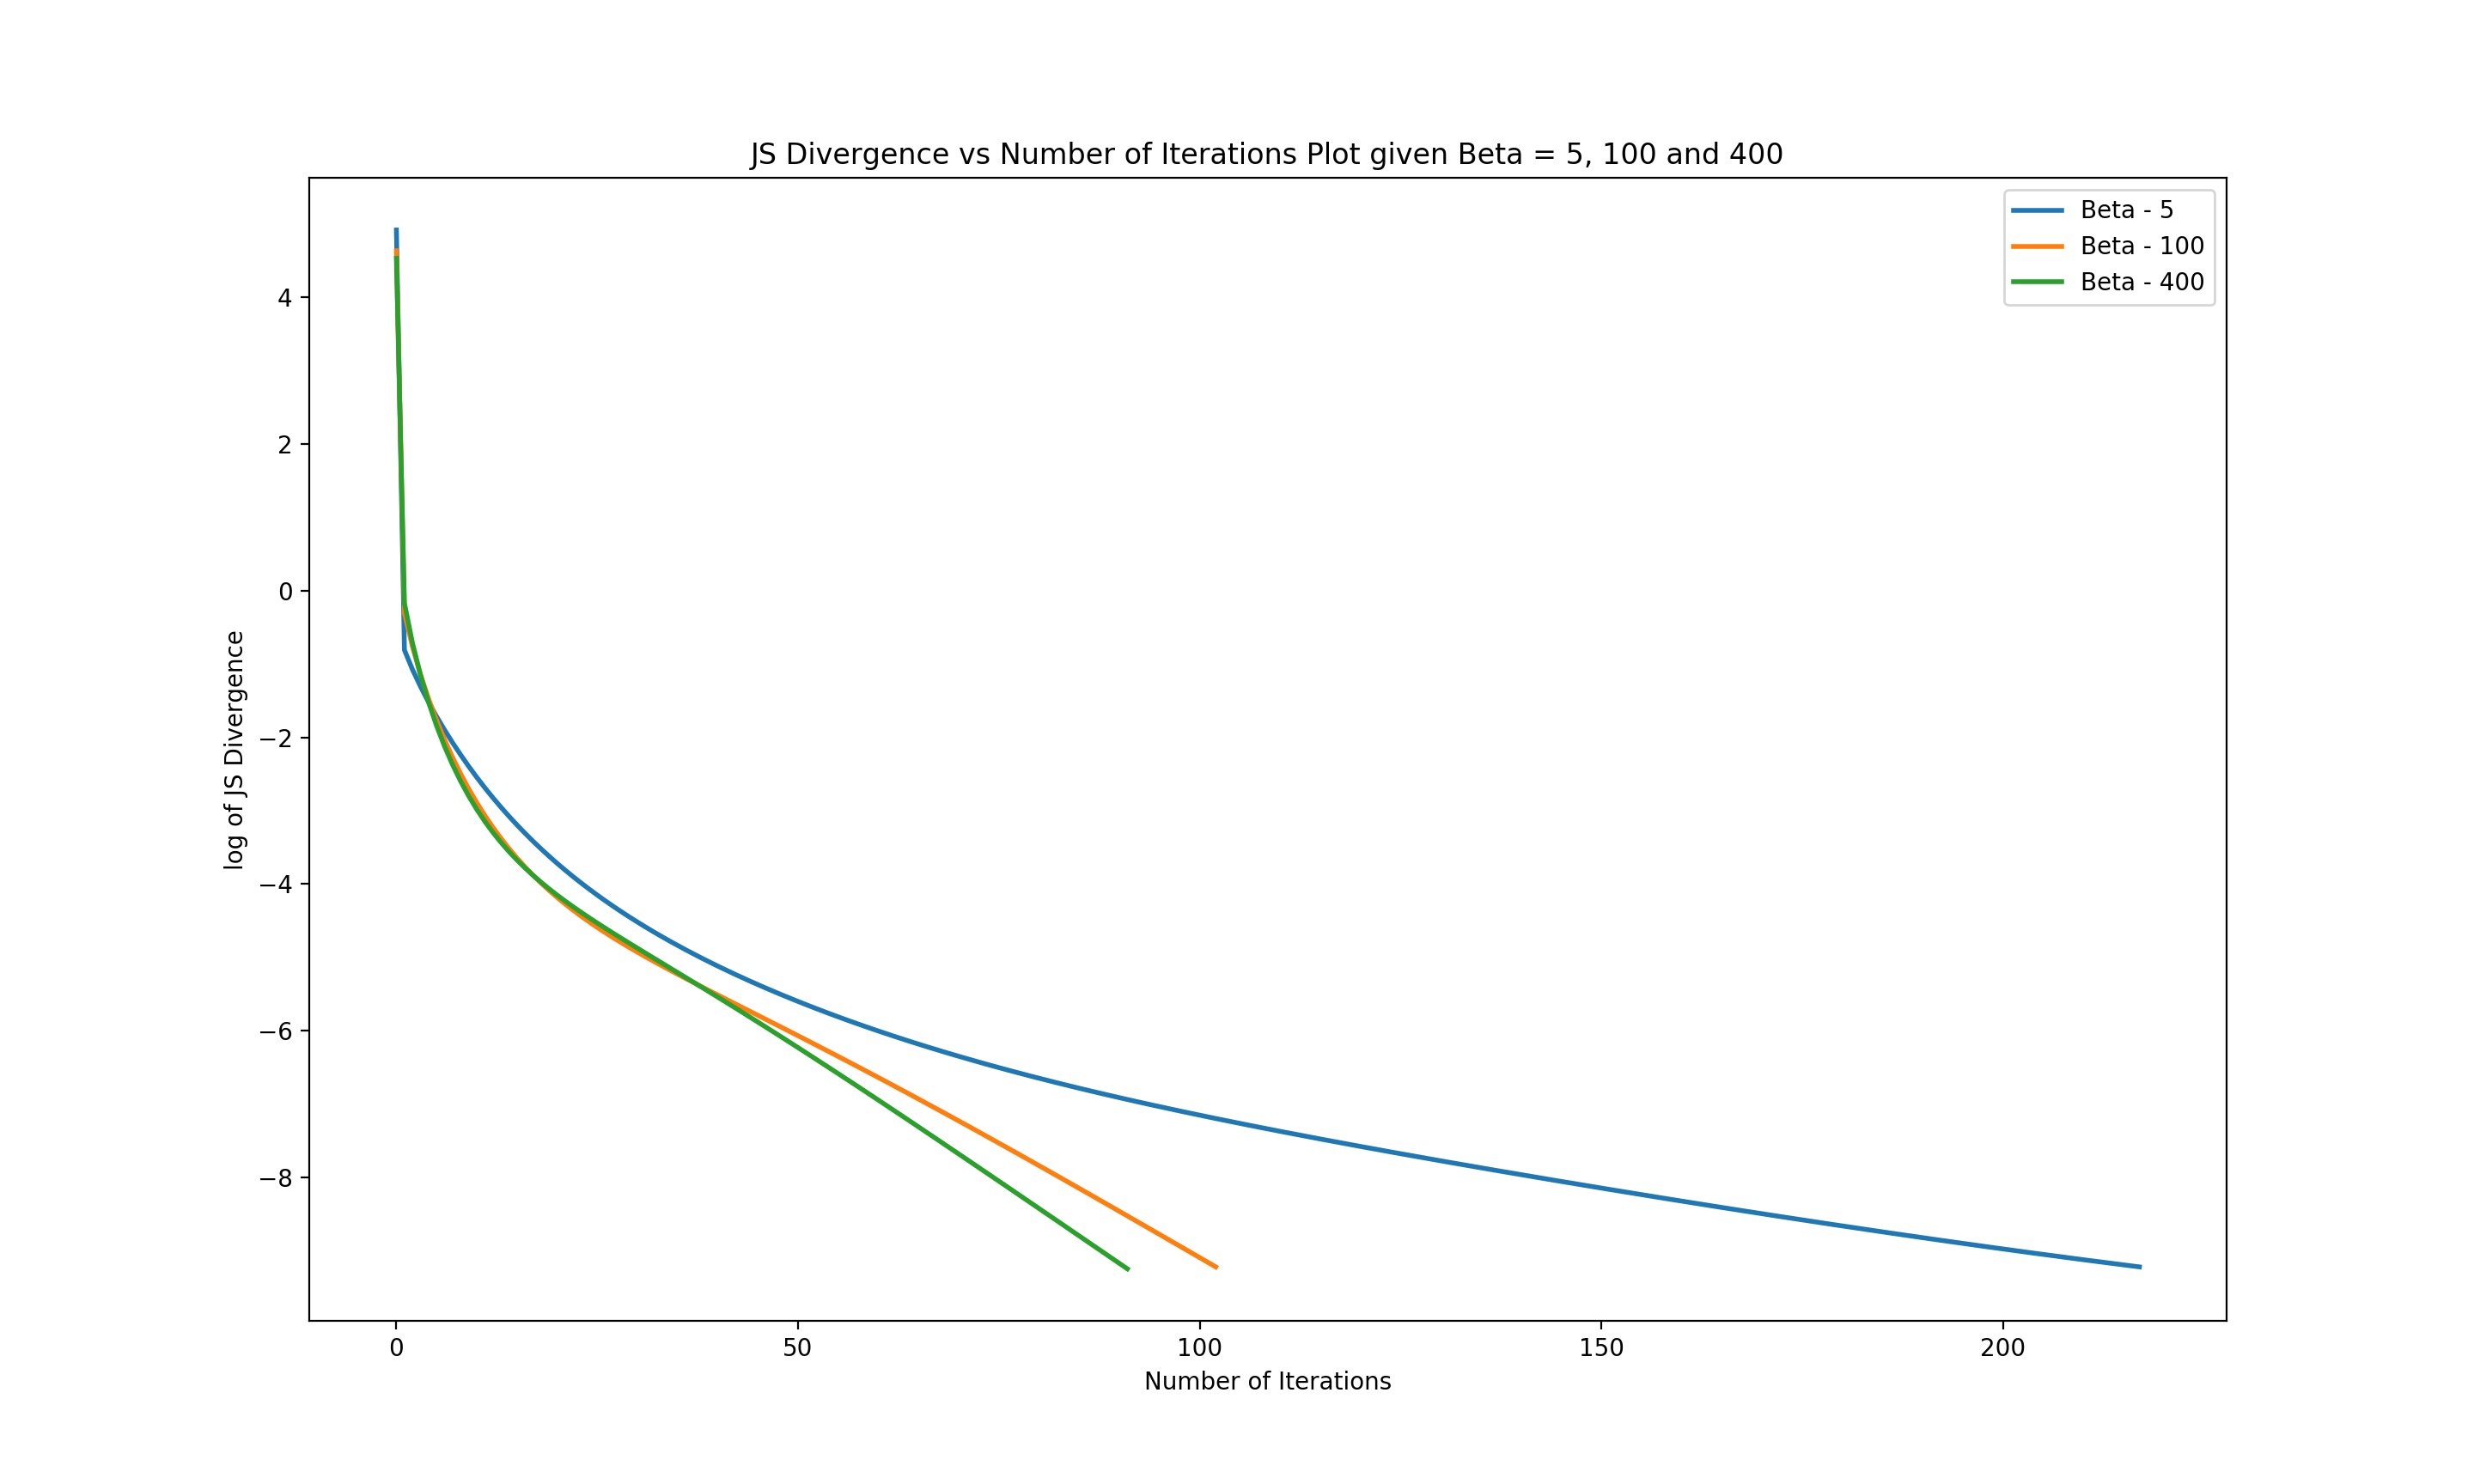 JS Divergence vs Number of Iterations Plot given Beta = 5, 100 and 400
Beta - 5
Beta - 100
Beta - 400
log of JS Divergence
4
2
0
−2
−4
−6
−8
0 50 100 150 200
Number of Iterations